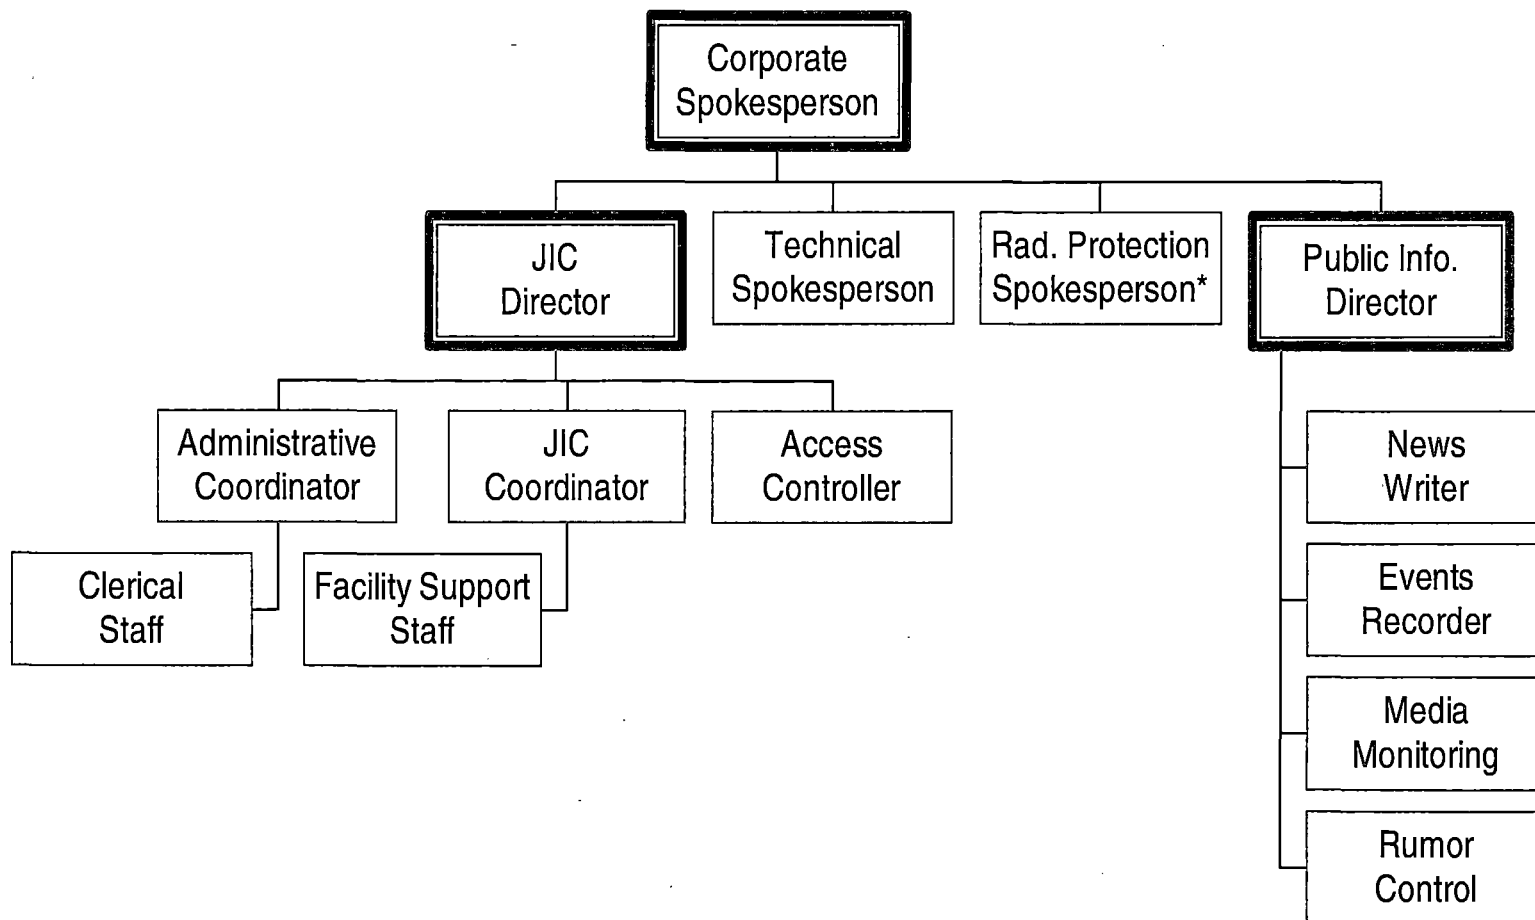 Corporate
Spokesperson
JIC
Director
Technical
Spokesperson
Rad. Protection
Spokesperson*
Public Info.
Director
Administrative
Coordinator
JIC
Coordinator
Access
Controller
Clerical
Staff
Facility Support
Staff
News
Writer
Events
Recorder
Media
Monitoring
Rumor
Control